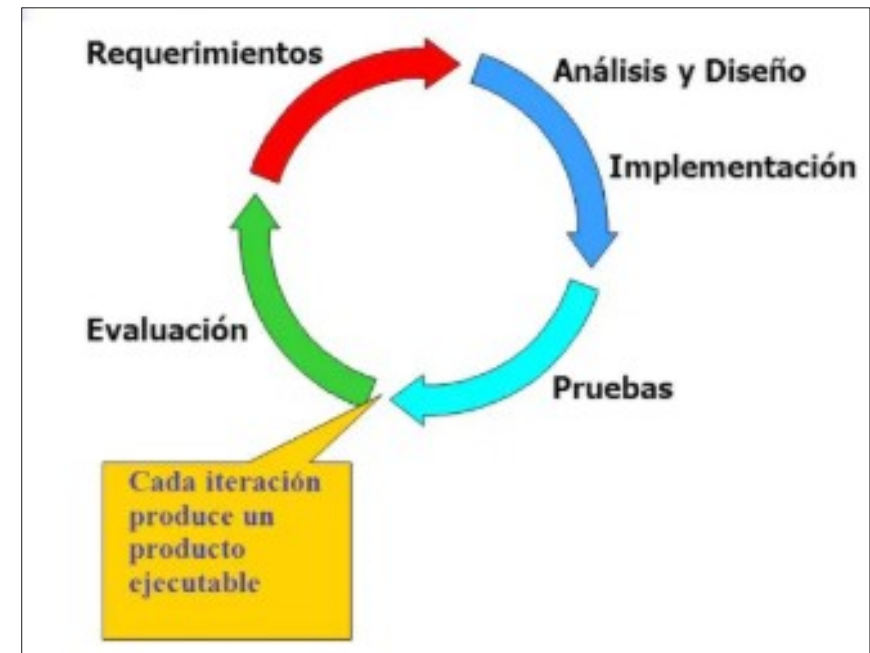 Requerimientos
Análisis y Diseño
Implementación
Evaluación
Pruebas
Cada iteración
produce un
producto
ejecutable